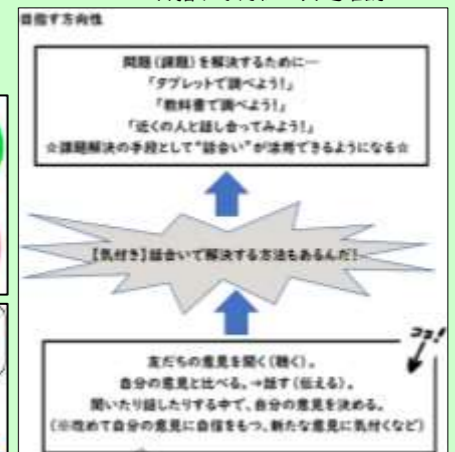 目指す方向性
問題(課題)を解決するために…
「タブレットで調べよう!」
「教科書で調べよう!」
「近くの人と話し合ってみよう!」
☆課題解決の手段として“話合い”が活用できるようになる☆
【気付き】話合いで解決する方法もあるんだ!
ココ!
友だちの意見を聞く(聴く)。
自分の意見と比べる。→話す(伝える)。
聞いたり話したりする中で、自分の意見を決める。
(※改めて自分の意見に自信をもつ、新たな意見に気付くなど)